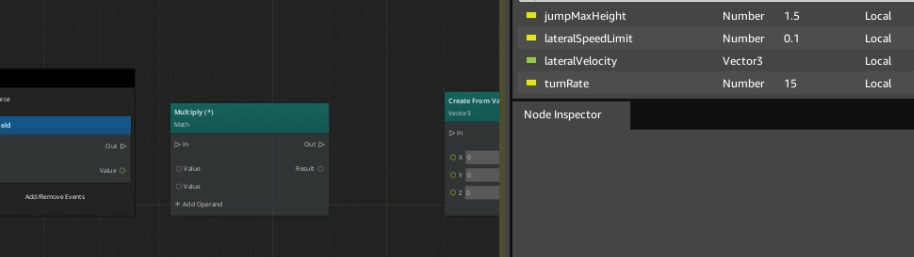 urce
eld
Out
Value
Add/Remove Events
Multiply (*)
Math
In Out
Value Result
Value
+ Add Operand
Create From Va
Vector3
In
X 0
Y 0
Z 0
jumpMaxHeight Number 1.5 Local
lateralSpeedLimit Number 0.1 Local
lateralVelocity Vector3 Local
turnRate Number 15 Local
Node Inspector